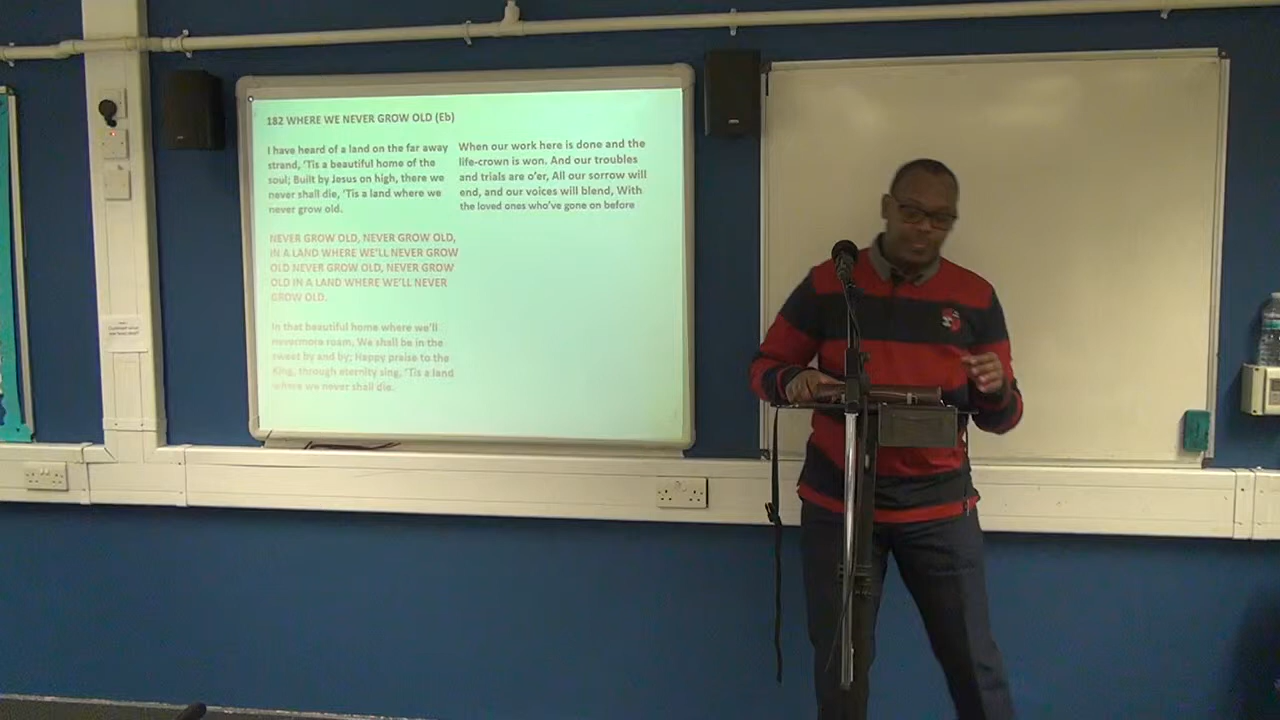 182 WHERE WE NEVER GROW OLD (Eb)
I have heard of a land on the far away
strand, 'Tis a beautiful home of the
soul; Built by Jesus on high, there we
never shall die, 'Tis a land where we
never grow old.
NEVER GROW OLD, NEVER GROW OLD,
IN A LAND WHERE WE'LL NEVER GROW
OLD NEVER GROW OLD, NEVER GROW
OLD IN A LAND WHERE WE'LL NEVER
GROW OLD.
In that beautiful home where we'll
nevermore roam, We shall be in the
sweet by and by; Happy praise to the
King, through eternity sing, 'Tis a land
where we never shall die.
When our work here is done and the
life-crown is won. And our troubles
and trials are o'er, All our sorrow will
end, and our voices will blend, With
the loved ones who've gone on before